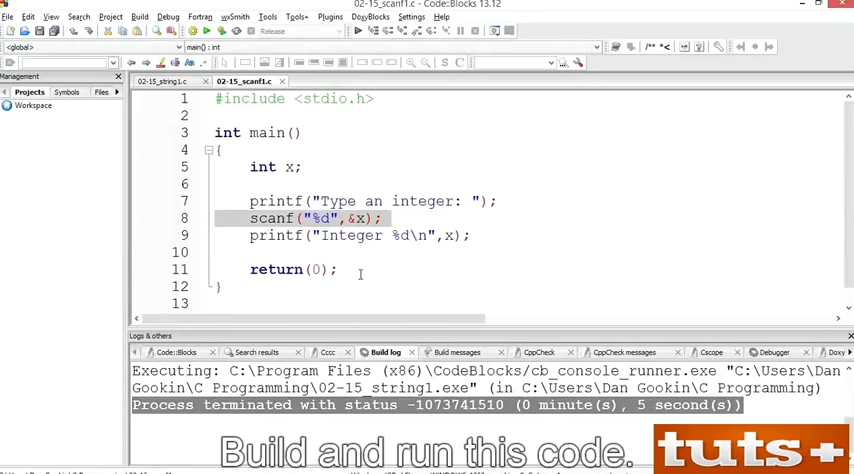 02-15_scanf1.c - Code::Blocks 13.12
File Edit View Search Project Build Debug Fortran wxSmith Tools Tools+ Plugins DoxyBlocks Settings Help
Release
<global> main() : int
/** *<
S C
Management
Projects Symbols Files
Workspace
02-15_string1.c 02-15_scanf1.c
1 #include <stdio.h>
2
3 int main()
4 {
5 int x;
6
7 printf("Type an integer: ");
8 scanf("%d",&x);
9 printf("Integer %d\n",x);
10
11 return(0);
12 }
13
Logs & others
Code::Blocks Search results Cccc Build log Build messages CppCheck CppCheck messages Cscope Debugger Doxy
Executing: C:\Program Files (x86)\CodeBlocks/cb_console_runner.exe "C:\Users\Dan
Gookin\C Programming\02-15_string1.exe" (in C:\Users\Dan Gookin\C Programming)
Process terminated with status -1073741510 (0 minute(s), 5 second(s))
Build and run this code.
tuts+